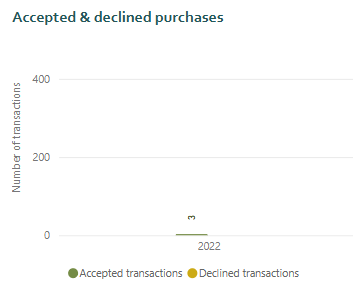 Accepted & declined purchases
Number of transactions
400
200
0
3
2022
Accepted transactions
Declined transactions